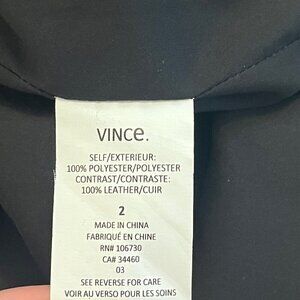 VINCE.
SELF/EXTERIEUR:
100% POLYESTER/POLYESTER
CONTRAST/CONTRASTE:
100% LEATHER/CUIR
2
MADE IN CHINA
FABRIQUÉ EN CHINE
RN# 106730
CA# 34460
03
SEE REVERSE FOR CARE
VOIR AU VERSO POUR LES SOINS